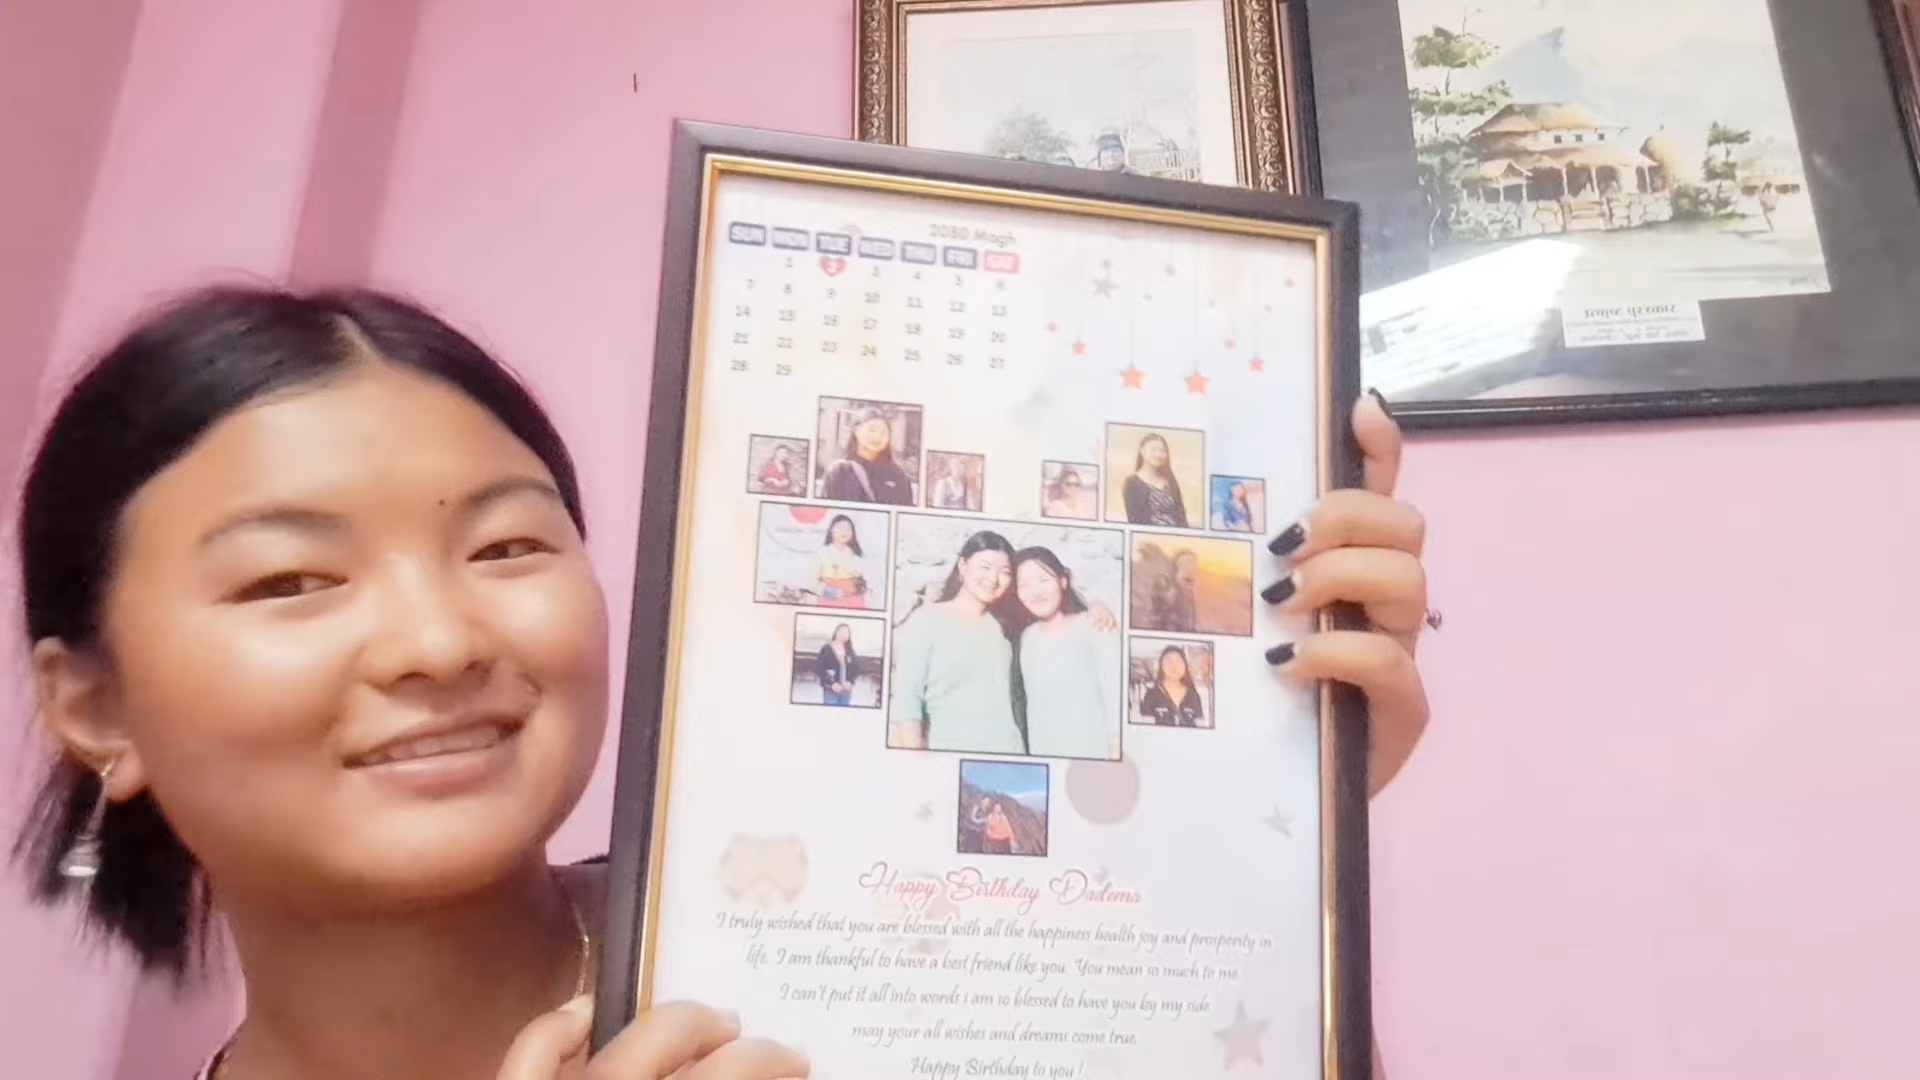 2080 Magh
SUN MON TUE WED THU FRI SAT
1 2 3 4 5 6
7 8 9 10 11 12 13
14 15 16 17 18 19 20
21 22 23 24 25 26 27
28 29
Happy Birthday Dadema
I truly wished that you are blessed with all the happiness health joy and prosperity in
life. I am thankful to have a best friend like you. You mean so much to me.
I can't put it all into words i am so blessed to have you by my side
may your all wishes and dreams come true.
Happy Birthday to you !